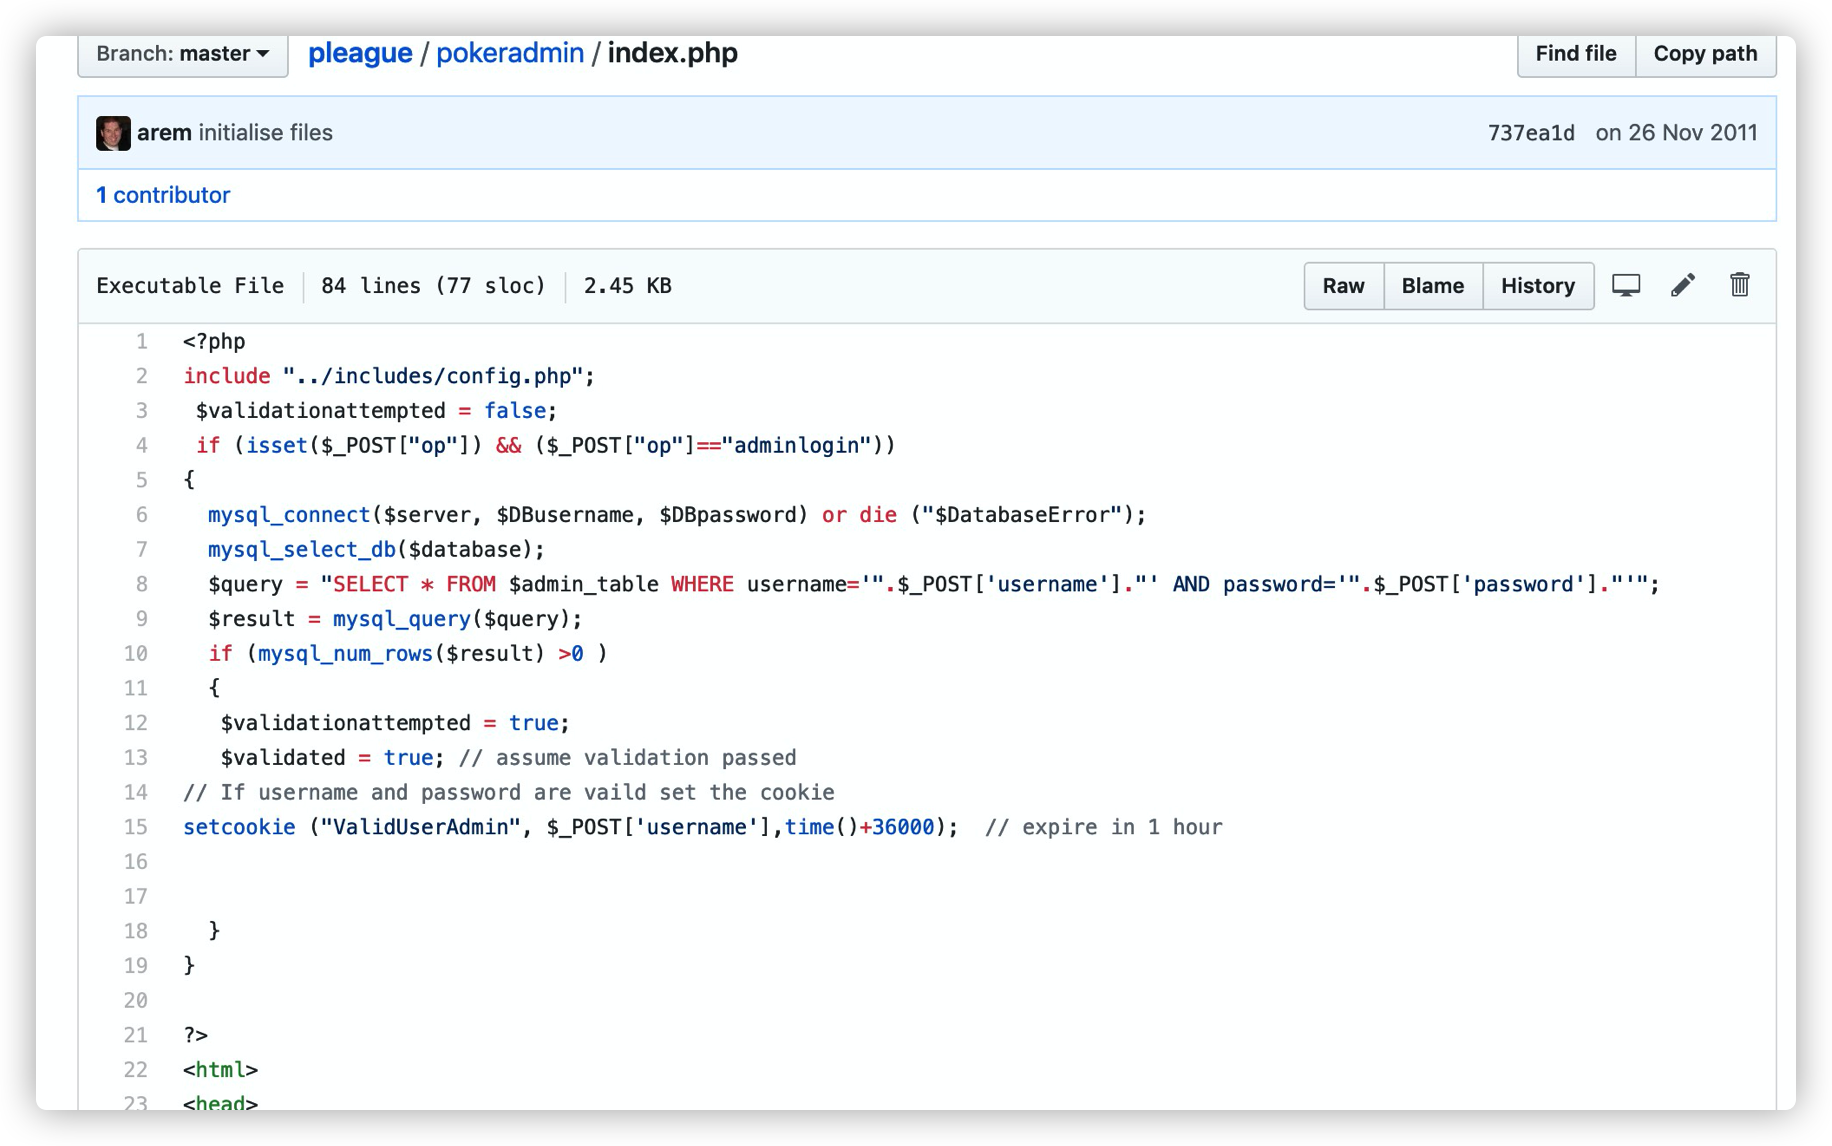 Branch: master pleague / pokeradmin / index.php Find file Copy path
arem initialise files 737ea1d on 26 Nov 2011
1 contributor
Executable File 84 lines (77 sloc) 2.45 KB Raw Blame History
1 <?php
2 include "../includes/config.php";
3  $validationattempted = false;
4  if (isset($_POST["op"]) && ($_POST["op"]=="adminlogin"))
5 {
6   mysql_connect($server, $DBusername, $DBpassword) or die ("$DatabaseError");
7   mysql_select_db($database);
8   $query = "SELECT * FROM $admin_table WHERE username='".$_POST['username']."' AND password='".$_POST['password']."'";
9   $result = mysql_query($query);
10   if (mysql_num_rows($result) >0 )
11   {
12    $validationattempted = true;
13    $validated = true; // assume validation passed
14 // If username and password are vaild set the cookie
15 setcookie ("ValidUserAdmin", $_POST['username'],time()+36000);  // expire in 1 hour
16
17
18   }
19 }
20
21 ?>
22 <html>
23 <head>